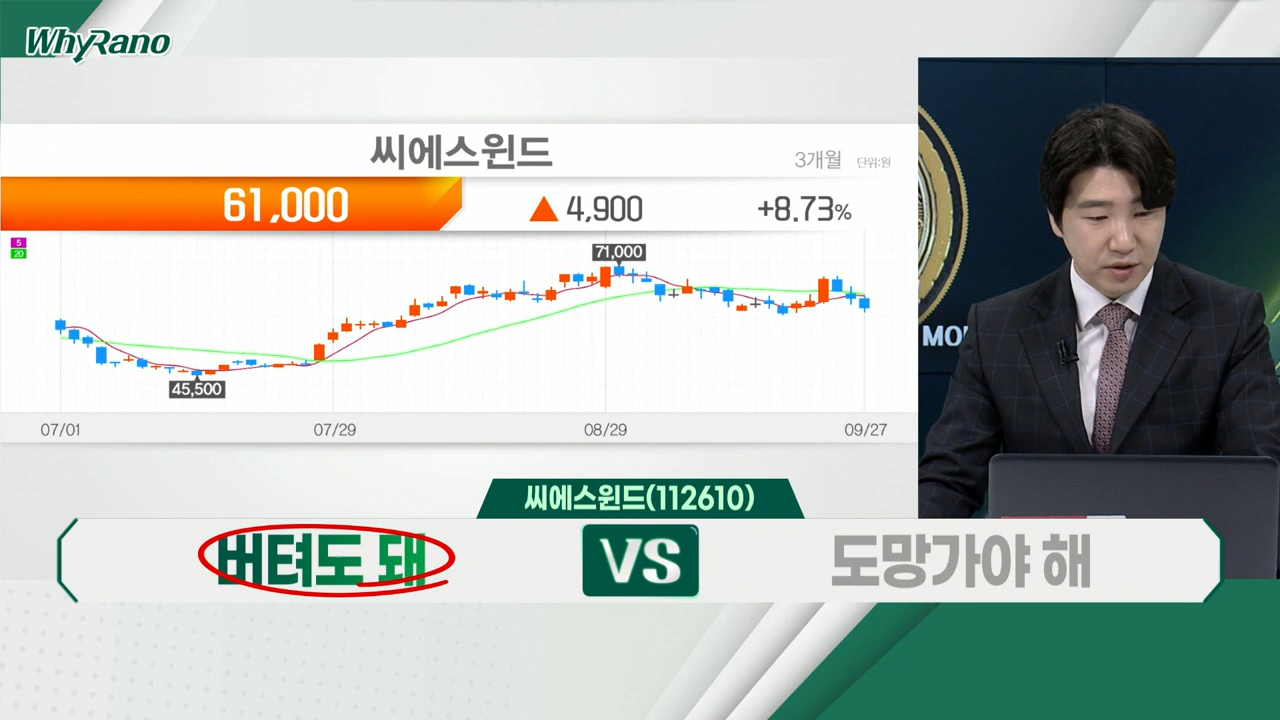 WhyRano
씨에스윈드
3개월 단위:원
61,000 ▲ 4,900 +8.73%
5
20
71,000
45,500
07/01 07/29 08/29 09/27
MO
씨에스윈드(112610)
버텨도 돼 VS 도망가야 해